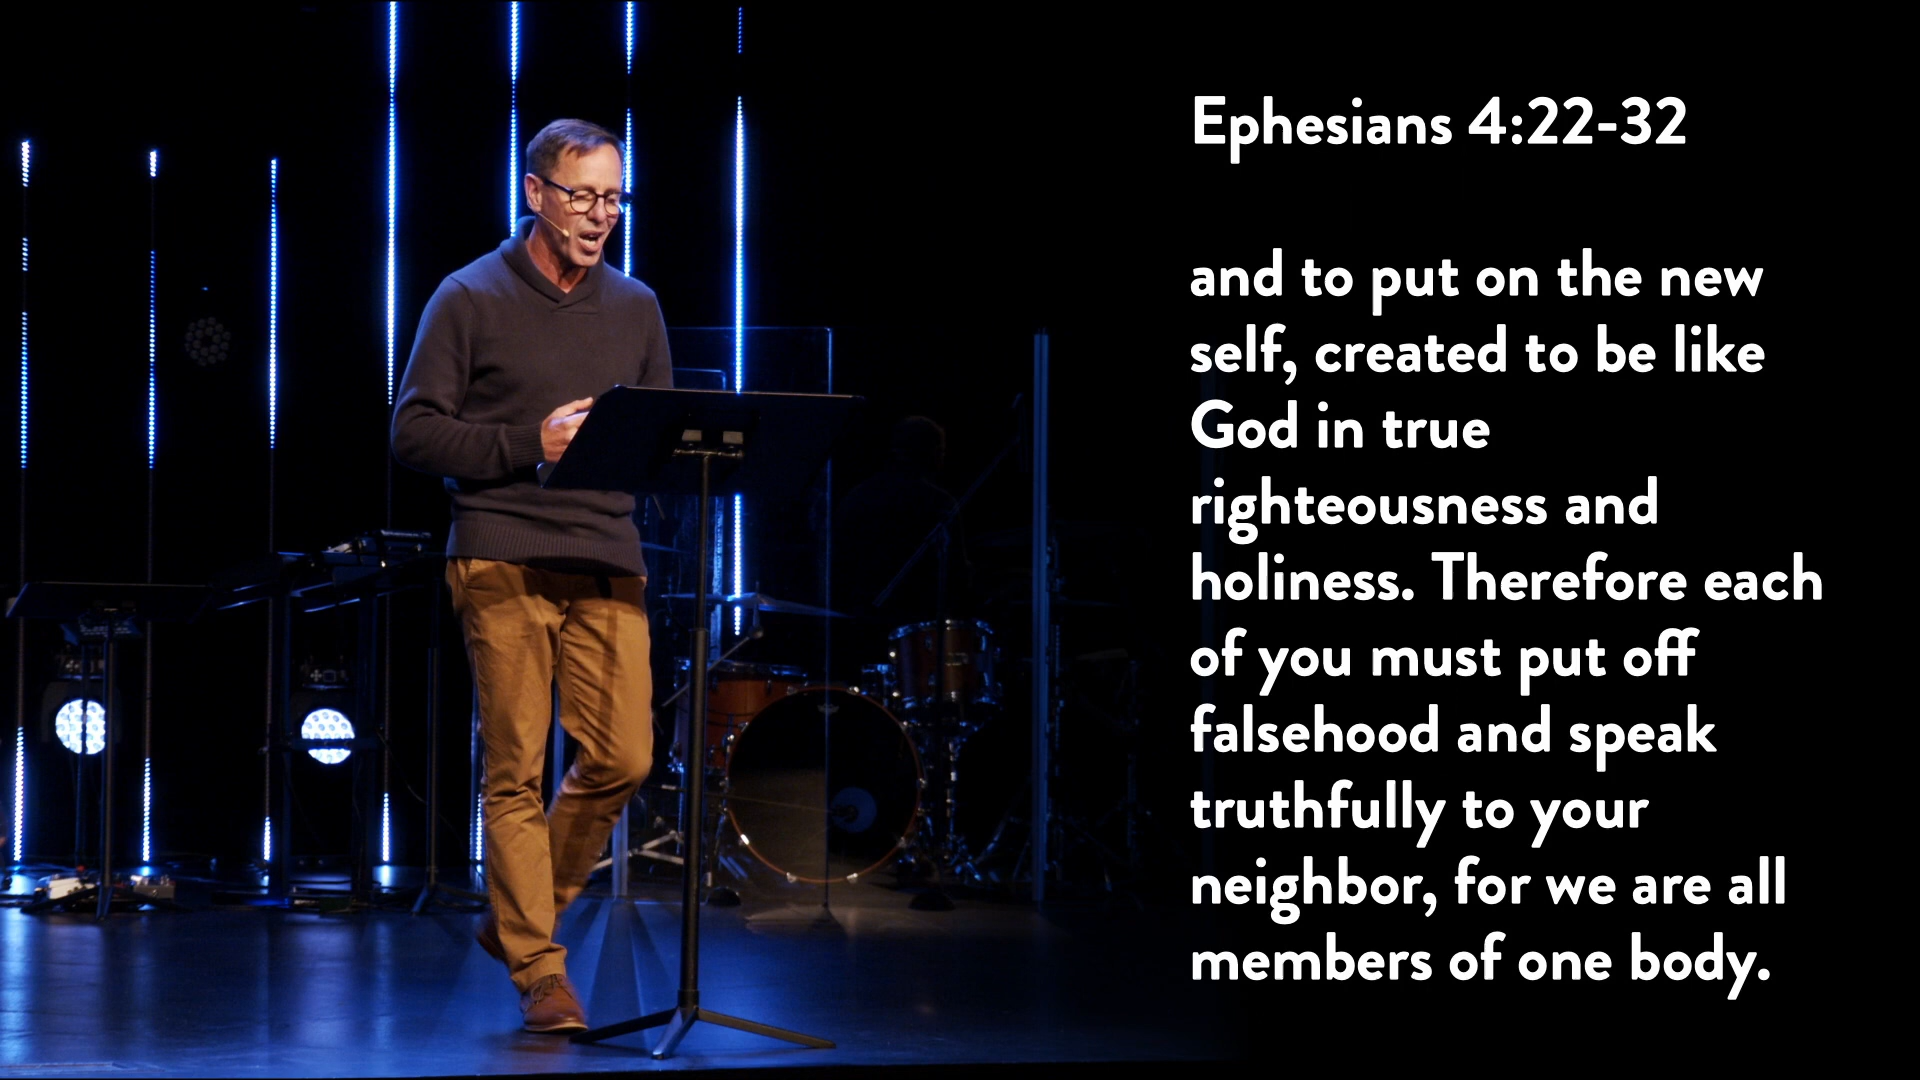 Ephesians 4:22-32
and to put on the new
self, created to be like
God in true
righteousness and
holiness. Therefore each
of you must put off
falsehood and speak
truthfully to your
neighbor, for we are all
members of one body.